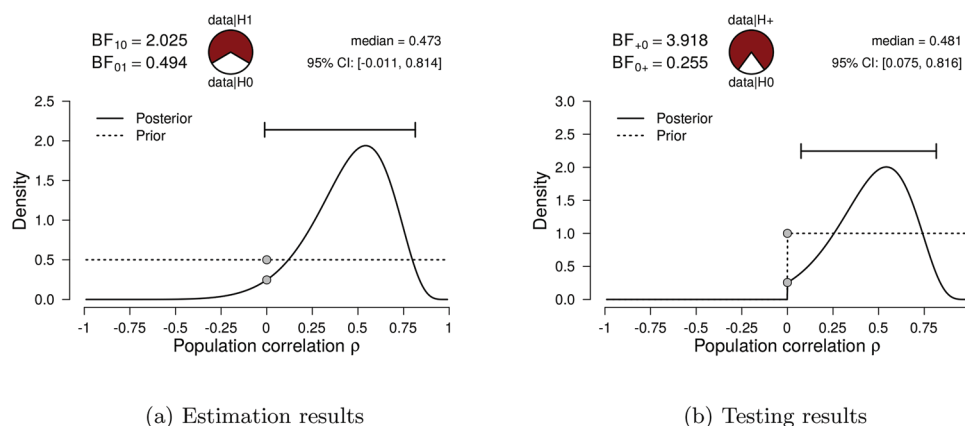 data|H1
BF10 = 2.025
BF01 = 0.494
data|H0
median = 0.473
95% CI: [-0.011, 0.814]
2.5
2.0
1.5
1.0
0.5
0.0
Density
Posterior
Prior
-1 -0.75 -0.5 -0.25 0 0.25 0.5 0.75 1
Population correlation ρ
(a) Estimation results
data|H+
BF+0 = 3.918
BF0+ = 0.255
data|H0
median = 0.481
95% CI: [0.075, 0.816]
3.0
2.5
2.0
1.5
1.0
0.5
0.0
Density
Posterior
Prior
-1 -0.75 -0.5 -0.25 0 0.25 0.5 0.75
Population correlation ρ
(b) Testing results